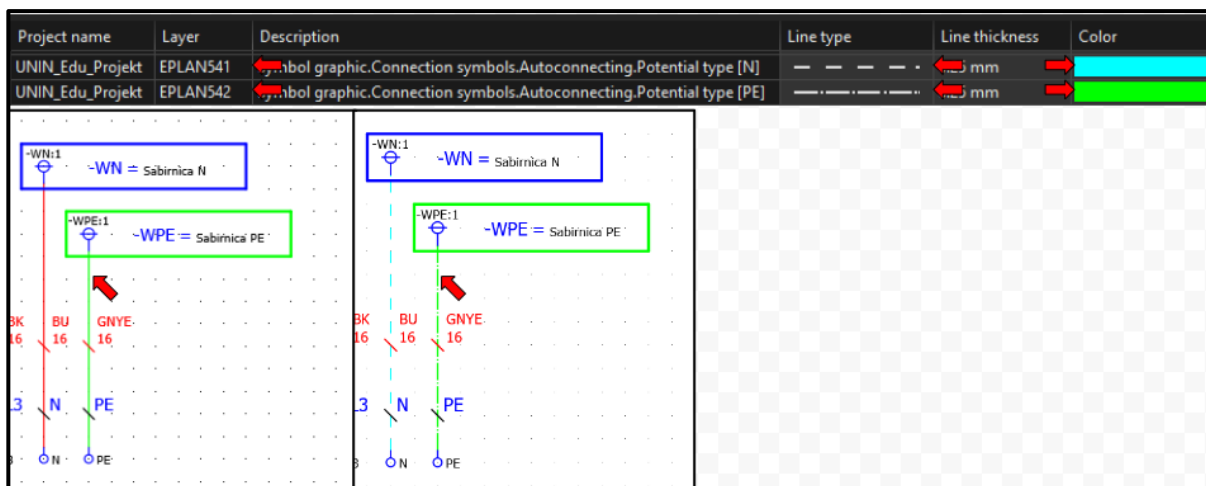 Project name Layer Description Line type Line thickness Color
UNIN_Edu_Projekt EPLAN541 graphic.Connection symbols.Autoconnecting.Potential type [N] mm
UNIN_Edu_Projekt EPLAN542 graphic.Connection symbols.Autoconnecting.Potential type [PE] mm
-WN:1
-WN = Sabirnica N
-WPE:1
-WPE = Sabirnica PE
BK BU GNYE
16 16 16
L3 N PE
N PE
-WN:1
-WN = Sabirnica N
-WPE:1
-WPE = Sabirnica PE
BK BU GNYE
16 16 16
L3 N PE
N PE